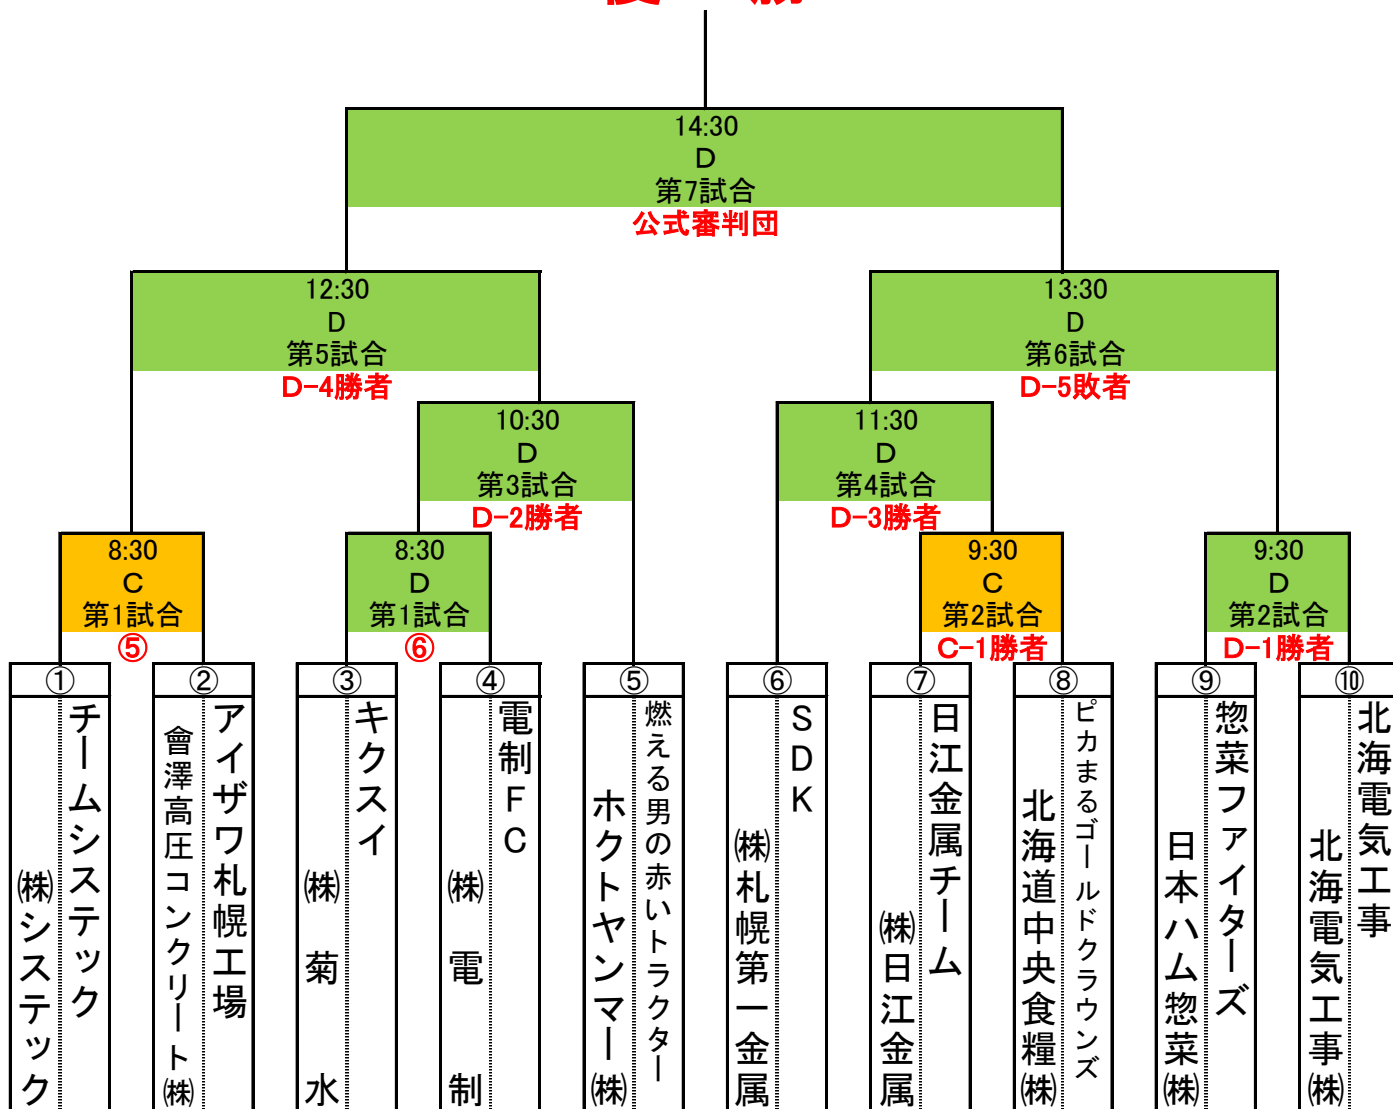 優勝
14:30
D
第7試合
公式審判団
12:30
D
第5試合
D-4勝者
13:30
D
第6試合
D-5敗者
10:30
D
第3試合
D-2勝者
11:30
D
第4試合
D-3勝者
8:30
C
第1試合
⑤
8:30
D
第1試合
⑥
9:30
C
第2試合
C-1勝者
9:30
D
第2試合
D-1勝者
①
チームシステック
㈱システック
②
アイザワ札幌工場
會澤高圧コンクリート㈱
③
キクスイ
㈱菊水
④
電制FC
㈱電制
⑤
燃える男の赤いトラクター
ホクトヤンマー㈱
⑥
SDK
㈱札幌第一金属
⑦
日江金属チーム
㈱日江金属
⑧
ピカまるゴールドクラウンズ
北海道中央食糧㈱
⑨
惣菜ファイターズ
日本ハム惣菜㈱
⑩
北海電気工事
北海電気工事㈱